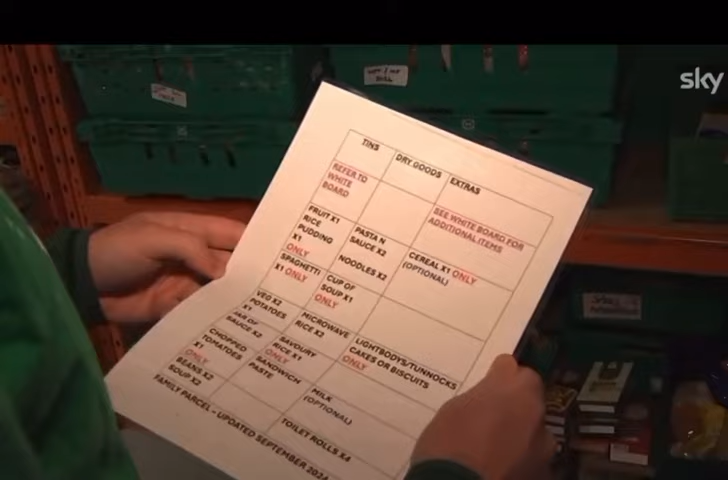 sky
TINS
DRY GOODS
EXTRAS
REFER TO
WHITE
BOARD
SEE WHITE BOARD FOR
ADDITIONAL ITEMS
FRUIT X1
RICE
PUDDING
X1
ONLY
PASTA N
SAUCE X2
NOODLES X2
CEREAL X1 ONLY
(OPTIONAL)
SPAGHETTI
X1 ONLY
CUP OF
SOUP X1
ONLY
VEG X2
POTATOES
X1
MICROWAVE
RICE X2
LIGHTBODYS/TUNNOCKS
CAKES OR BISCUITS
ONLY
JAR OF
SAUCE X2
SAVOURY
RICE X1
ONLY
CHOPPED
TOMATOES
X1
ONLY
SANDWICH
PASTE
MILK
(OPTIONAL)
BEANS X2
SOUP X2
TOILET ROLLS X4
FAMILY PARCEL – UPDATED SEPTEMBER 2024